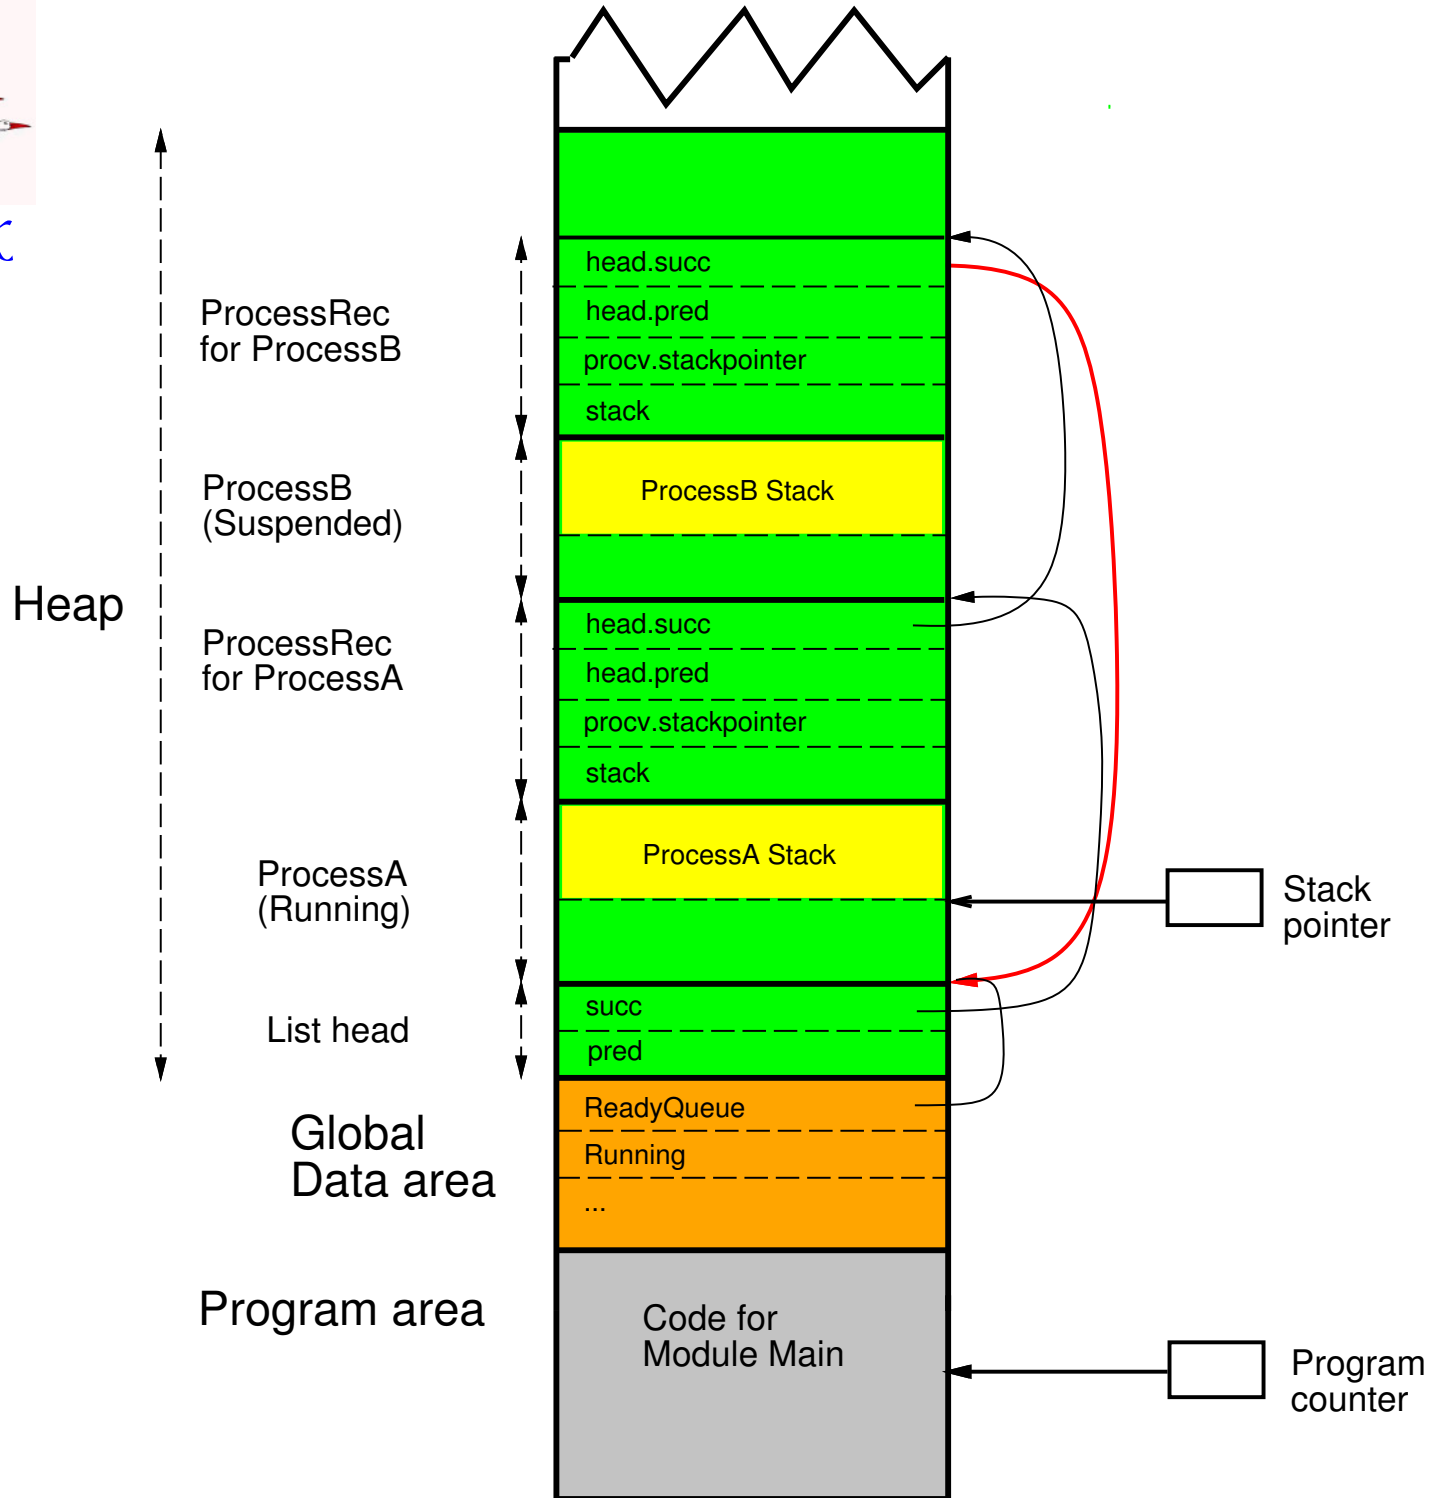 head.succ
head.pred
procv.stackpointer
stack
ProcessRec
for ProcessB
ProcessB Stack
ProcessB
(Suspended)
Heap
head.succ
head.pred
procv.stackpointer
stack
ProcessRec
for ProcessA
ProcessA Stack
ProcessA
(Running)
Stack
pointer
succ
pred
List head
ReadyQueue
Running
...
Global
Data area
Program area
Code for
Module Main
Program
counter